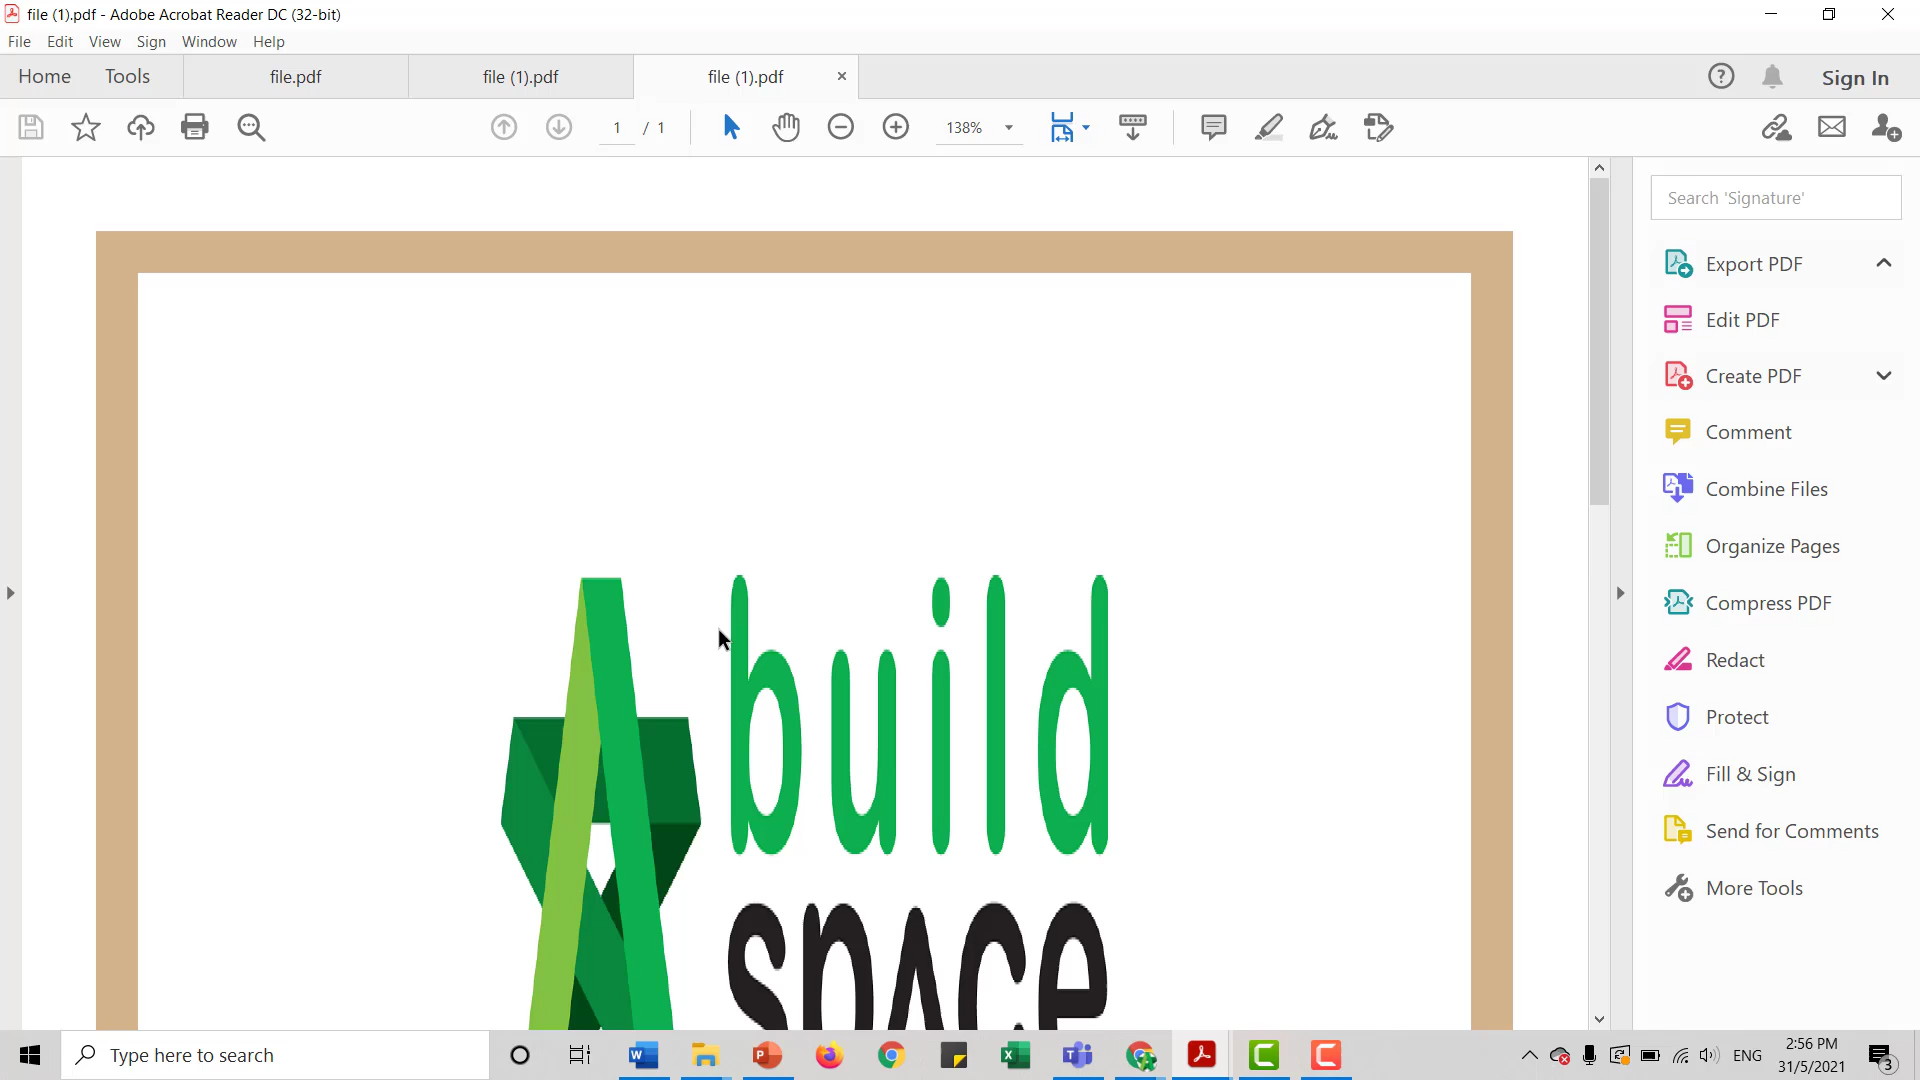 file (1).pdf - Adobe Acrobat Reader DC (32-bit)
File Edit View Sign Window Help
Home Tools file.pdf file (1).pdf file (1).pdf × Sign In
1 / 1 138%
Search 'Signature'
Export PDF
Edit PDF
Create PDF
Comment
Combine Files
Organize Pages
Compress PDF
Redact
Protect
Fill & Sign
Send for Comments
More Tools
build
space
Type here to search
ENG
2:56 PM
31/5/2021
3